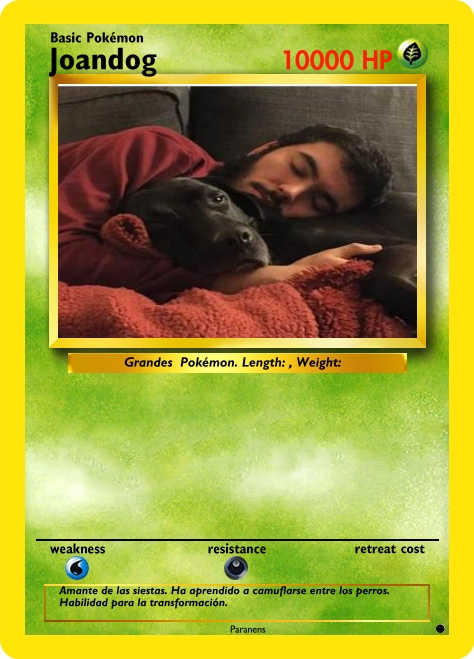 Basic Pokémon
Joandog
10000 HP
Grandes Pokémon. Length: , Weight:
weakness resistance retreat cost
Amante de las siestas. Ha aprendido a camuflarse entre los perros.
Habilidad para la transformación.
Paranens